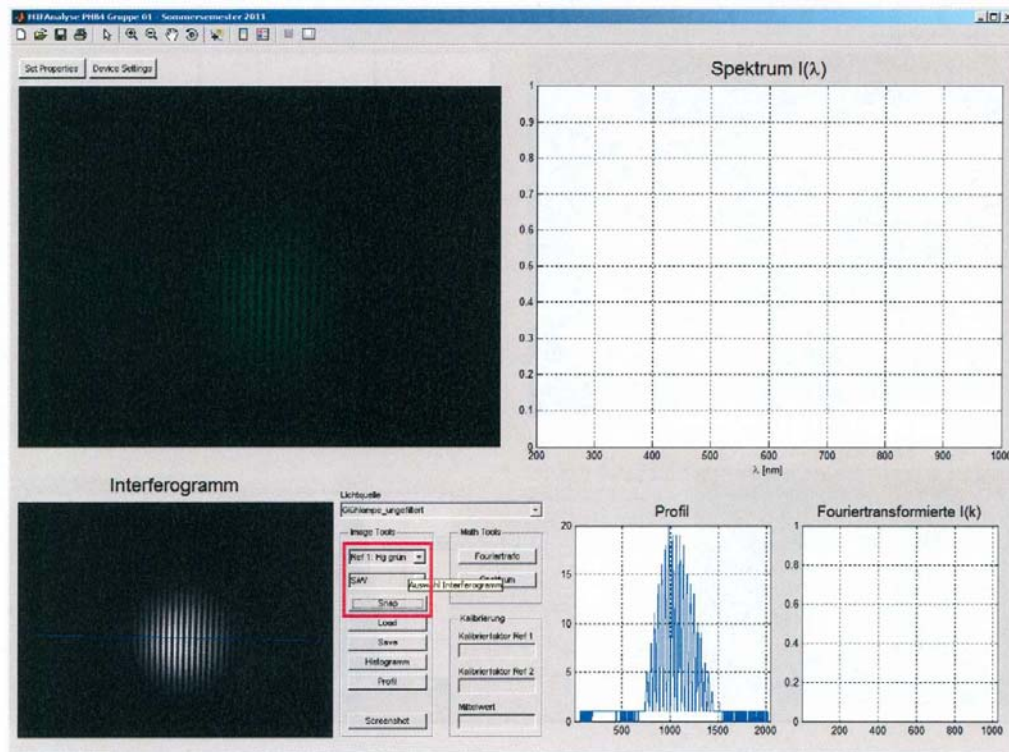 PH84 Gruppe 01 - Sommersemester 2011
Set Properties
Device Settings
Spektrum I(λ)
1
0.9
0.8
0.7
0.6
0.5
0.4
0.3
0.2
0.1
0
200 300 400 500 600 700 800 900 1000
λ [nm]
Interferogramm
Lichtquelle
Glühlampe_ungefiltert
Image Tools
Ref 1: Hg grün
S/W
Auswahl Interferogramm
Snap
Load
Save
Histogramm
Profil
Screenshot
Math Tools
Fouriertrafo
Kalibrierung
Kalibrierfaktor Ref 1
Kalibrierfaktor Ref 2
Mittelwert
Profil
20
15
10
5
0
500 1000 1500 2000
Fouriertransformierte I(k)
1
0.8
0.6
0.4
0.2
0
200 400 600 800 1000